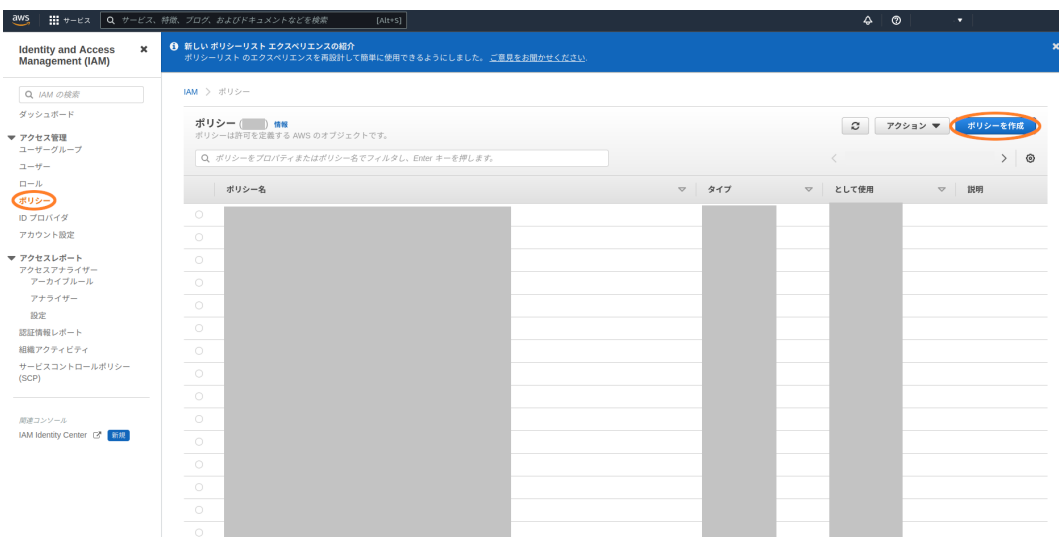 aws
サービス
サービス、特徴、ブログ、およびドキュメントなどを検索
[Alt+S]
Identity and Access Management (IAM)
IAM の検索
ダッシュボード
アクセス管理
ユーザーグループ
ユーザー
ロール
ポリシー
ID プロバイダ
アカウント設定
アクセスレポート
アクセスアナライザー
アーカイブルール
アナライザー
設定
認証情報レポート
組織アクティビティ
サービスコントロールポリシー
(SCP)
関連コンソール
IAM Identity Center
新規
新しい ポリシーリスト エクスペリエンスの紹介
ポリシーリスト のエクスペリエンスを再設計して簡単に使用できるようにしました。 ご意見をお聞かせください.
IAM > ポリシー
ポリシー ( ) 情報
ポリシーは許可を定義する AWS のオブジェクトです。
アクション
ポリシーを作成
ポリシーをプロパティまたはポリシー名でフィルタし、Enter キーを押します。
ポリシー名
タイプ
として使用
説明